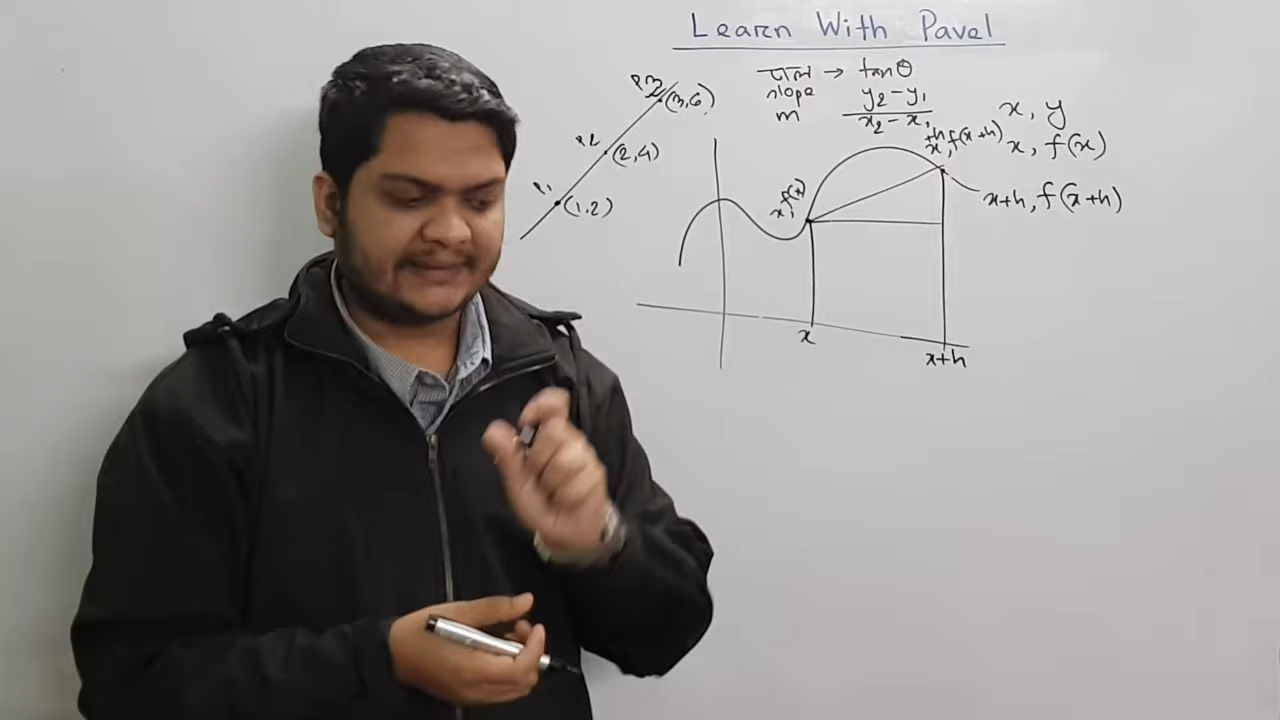 Learn With Pavel
ঢাল → tanθ
slope
m
y₂-y₁
x₂-x₁
P3
(3,6)
P2
(2,4)
P1
(1,2)
x, y
x, f(x)
x+h, f(x+h)
x+h, f(x+h)
x, f(x)
x
x+h